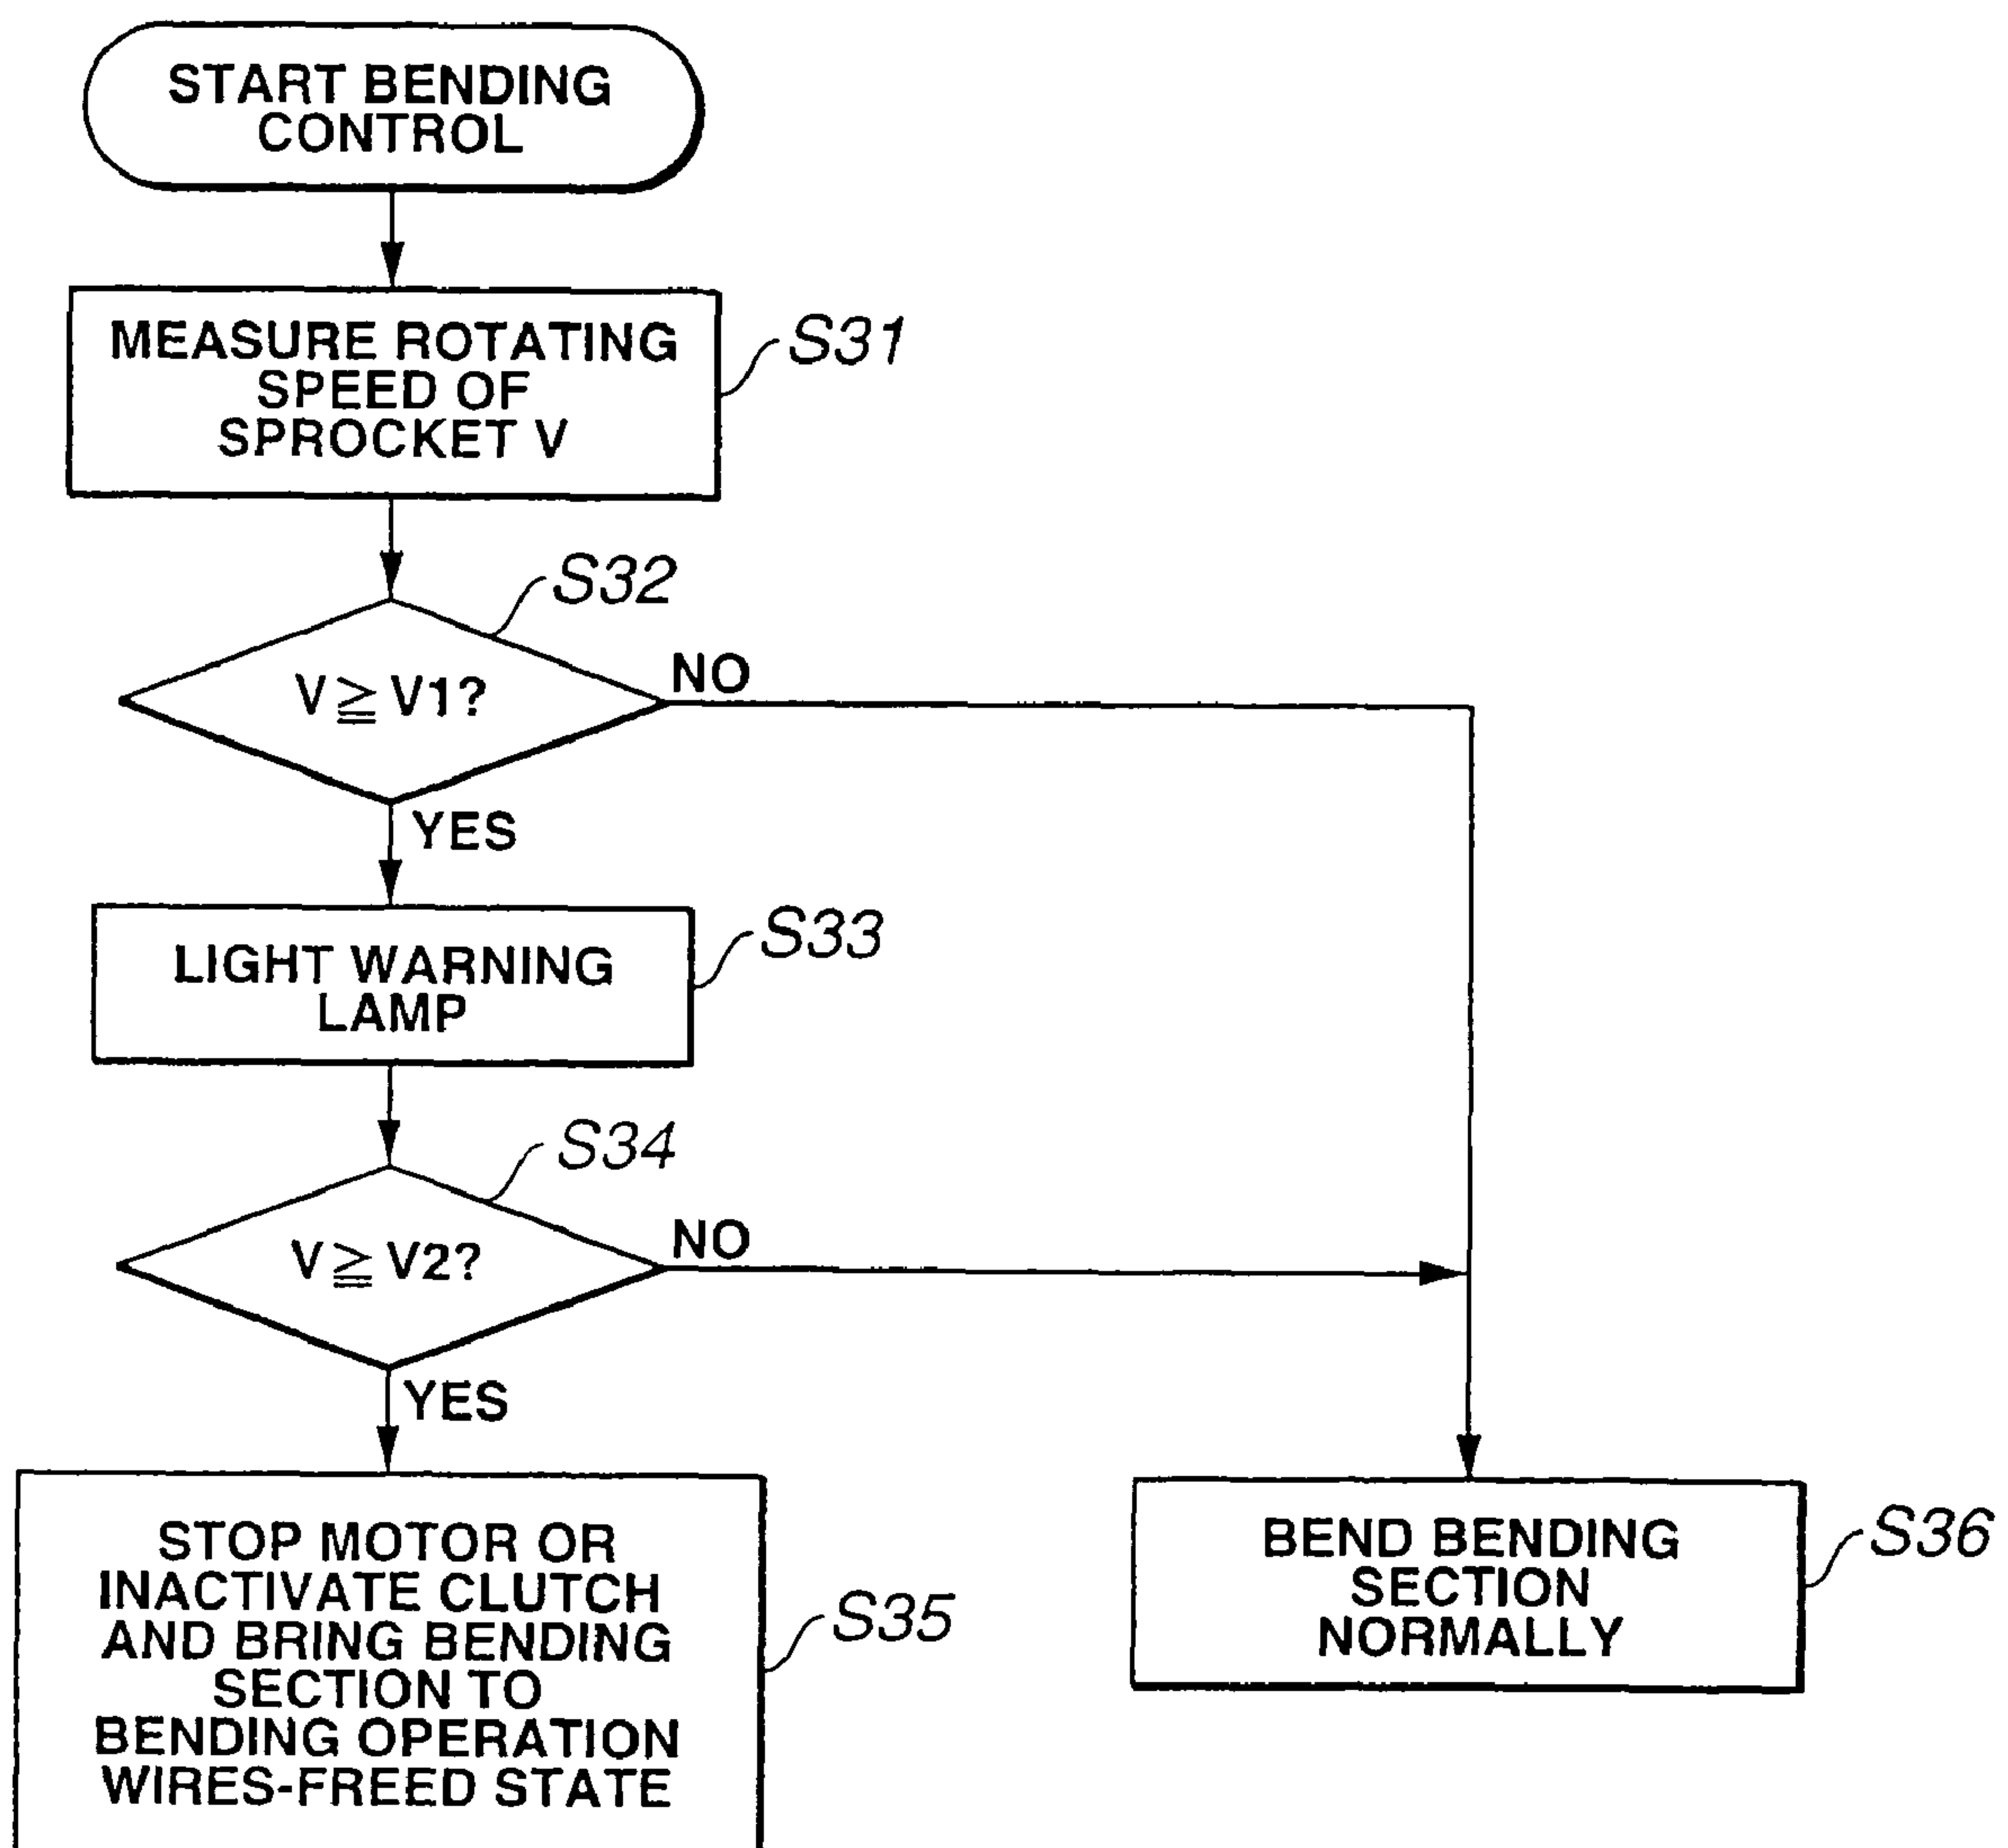 START BENDING
CONTROL
MEASURE ROTATING
SPEED OF
SPROCKET V
S31
S32
V ≧ V1?
NO
YES
LIGHT WARNING
LAMP
S33
S34
V ≧ V2?
NO
YES
STOP MOTOR OR
INACTIVATE CLUTCH
AND BRING BENDING
SECTION TO
BENDING OPERATION
WIRES-FREED STATE
S35
BEND BENDING
SECTION
NORMALLY
S36